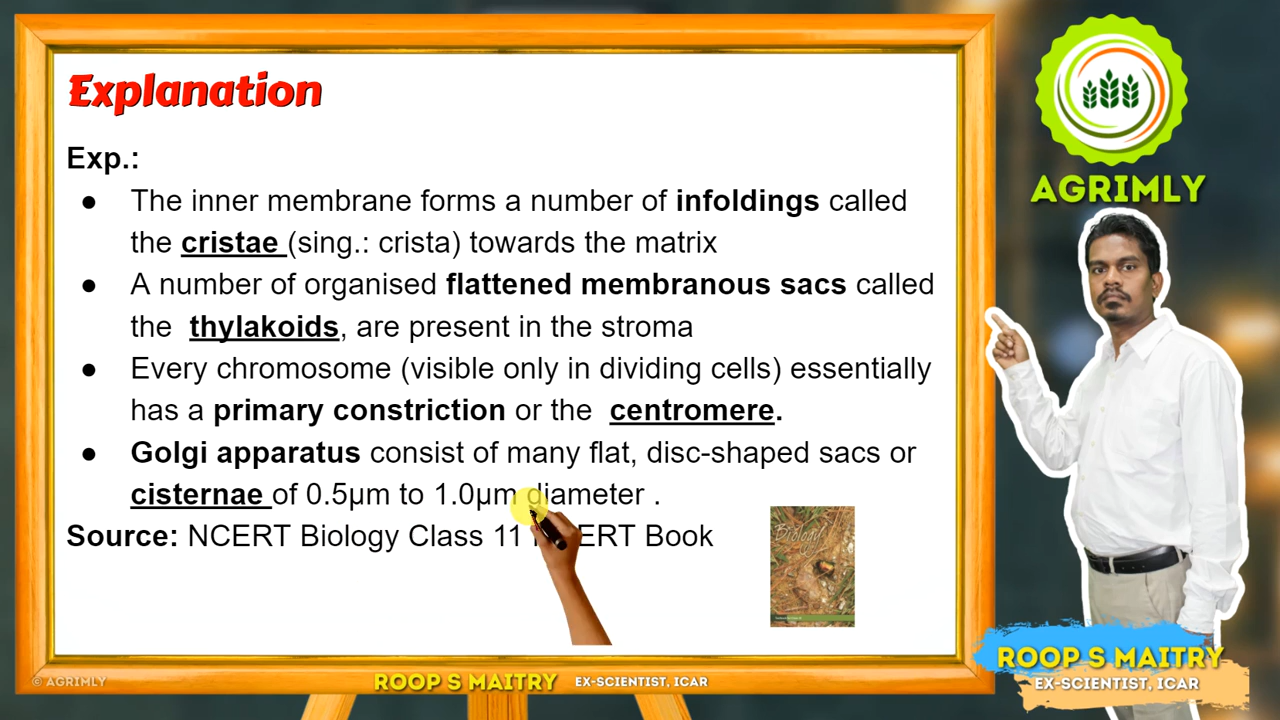 Explanation
Exp.:
● The inner membrane forms a number of infoldings called
the cristae (sing.: crista) towards the matrix
● A number of organised flattened membranous sacs called
the thylakoids, are present in the stroma
● Every chromosome (visible only in dividing cells) essentially
has a primary constriction or the centromere.
● Golgi apparatus consist of many flat, disc-shaped sacs or
cisternae of 0.5μm to 1.0μm diameter .
Source: NCERT Biology Class 11 ERT Book
Biology
AGRIMLY
ROOP S MAITRY
EX-SCIENTIST, ICAR
© AGRIMLY
ROOP S MAITRY EX-SCIENTIST, ICAR